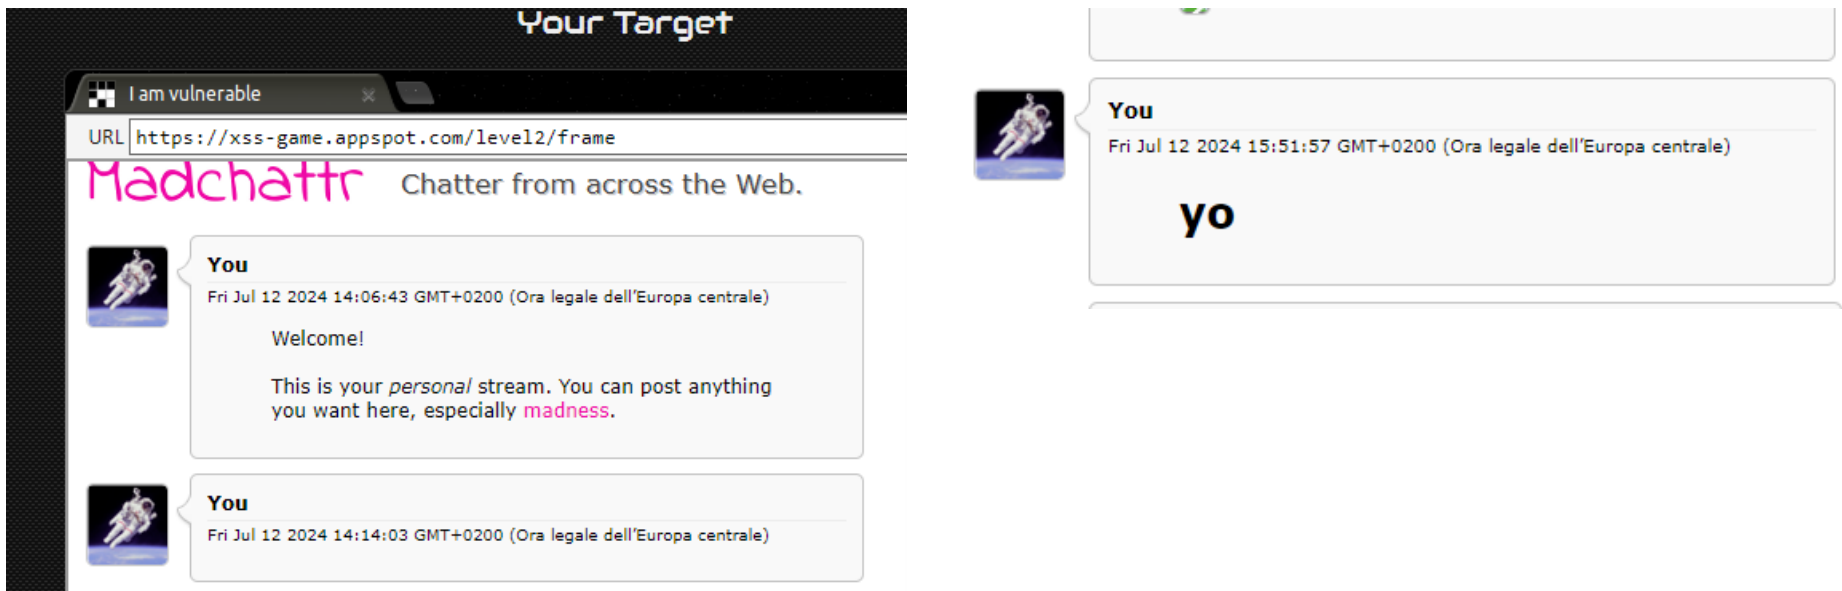 Your Target
I am vulnerable
URL https://xss-game.appspot.com/level2/frame
Madchattr Chatter from across the Web.
You
Fri Jul 12 2024 14:06:43 GMT+0200 (Ora legale dell'Europa centrale)
Welcome!
This is your personal stream. You can post anything
you want here, especially madness.
You
Fri Jul 12 2024 14:14:03 GMT+0200 (Ora legale dell'Europa centrale)
You
Fri Jul 12 2024 15:51:57 GMT+0200 (Ora legale dell'Europa centrale)
yo